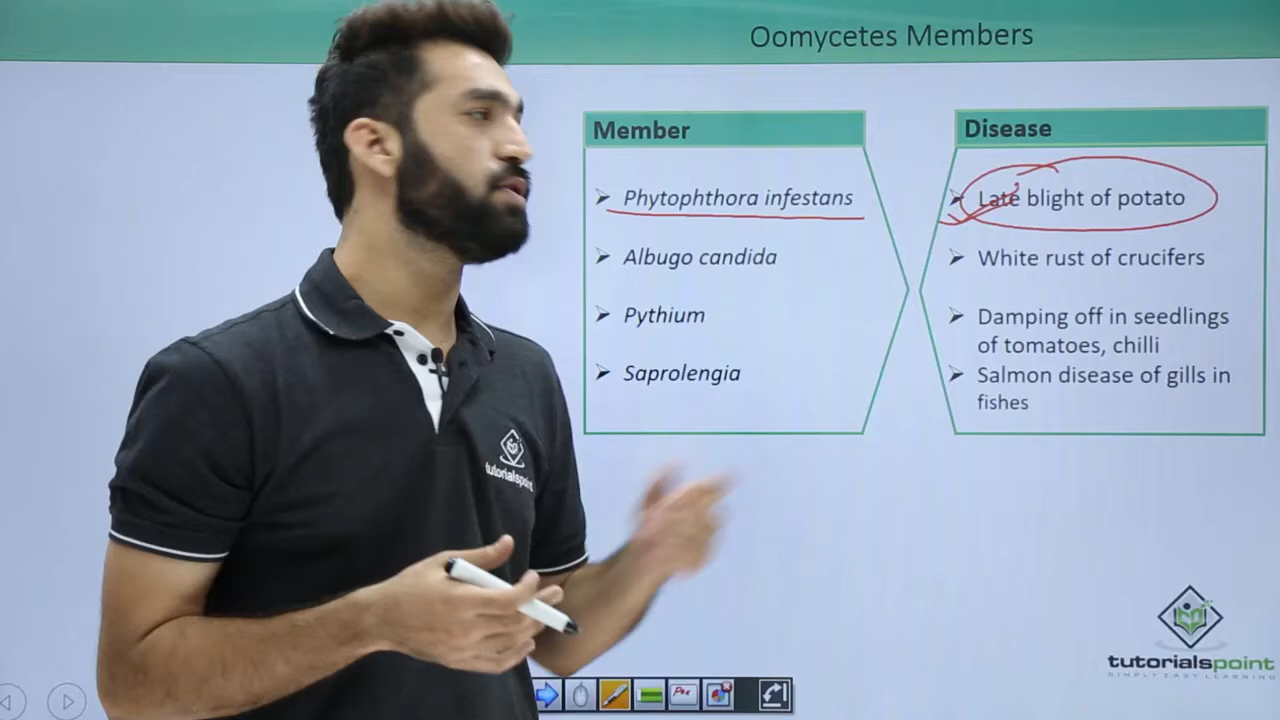 Oomycetes Members
Member
Phytophthora infestans
Albugo candida
Pythium
Saprolengia
Disease
Late blight of potato
White rust of crucifers
Damping off in seedlings
of tomatoes, chilli
Salmon disease of gills in
fishes
tutorialspoint
tutorialspoint
SIMPLY EASY LEARNING
Pen